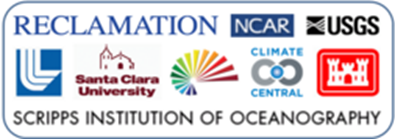 RECLAMATION NCAR USGS
Santa Clara
University
CLIMATE
CENTRAL
SCRIPPS INSTITUTION OF OCEANOGRAPHY